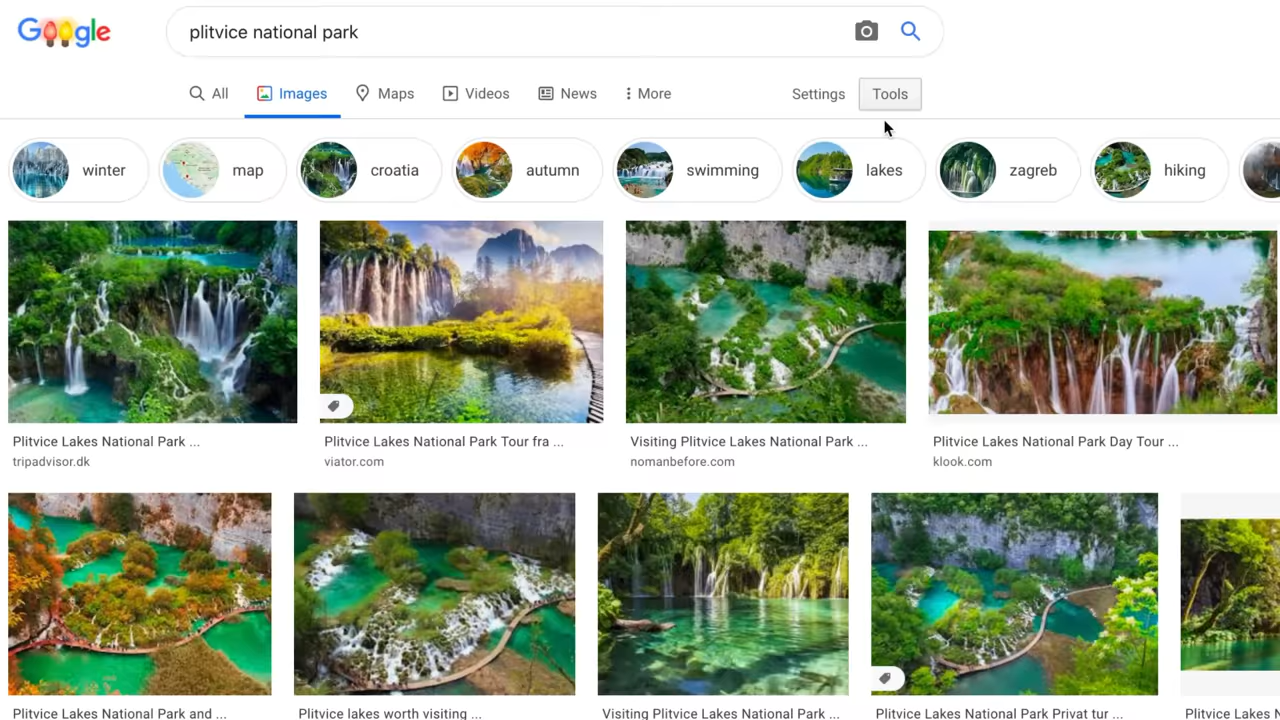 Google
plitvice national park
All Images Maps Videos News More Settings Tools
winter map croatia autumn swimming lakes zagreb hiking
Plitvice Lakes National Park ... Plitvice Lakes National Park Tour fra ... Visiting Plitvice Lakes National Park ... Plitvice Lakes National Park Day Tour ...
tripadvisor.dk viator.com nomanbefore.com klook.com
Plitvice Lakes National Park and ... Plitvice lakes worth visiting ... Visiting Plitvice Lakes National Park ... Plitvice Lakes National Park Privat tur ... Plitvice Lakes N